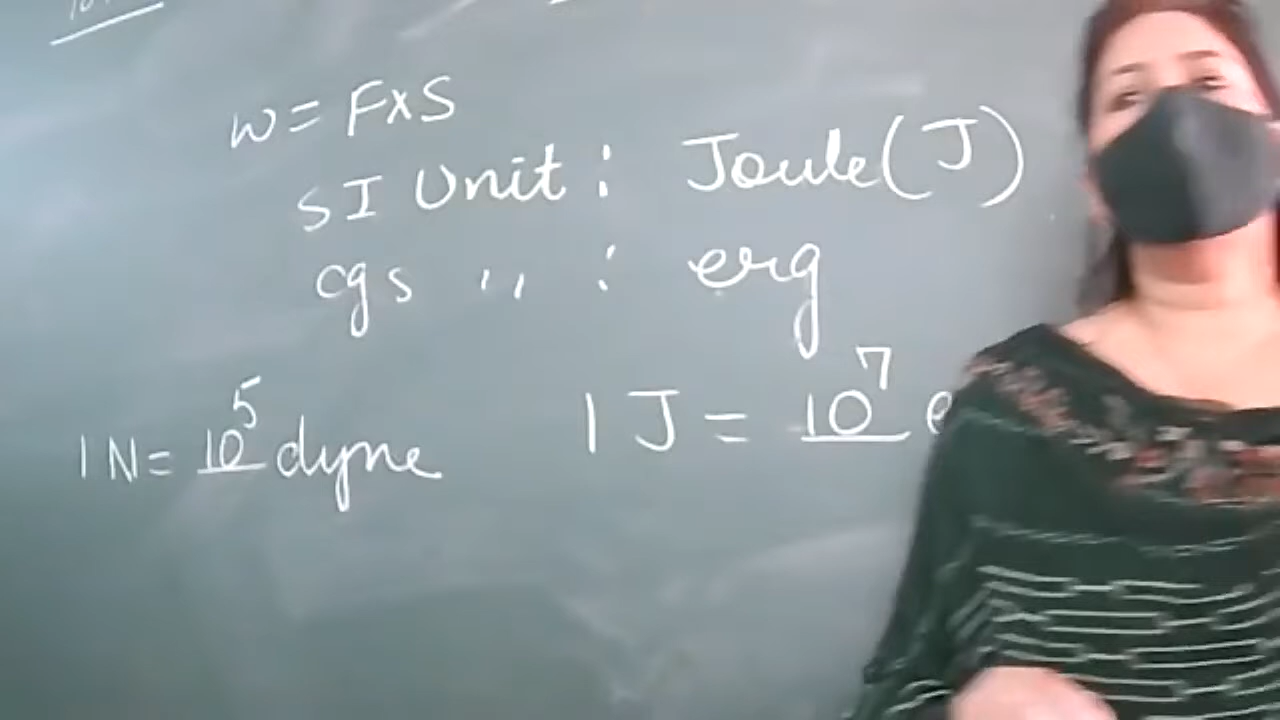 w = F×S
SI Unit : Joule (J)
cgs " : erg
1 N = 10⁵ dyne
1 J = 10⁷ e